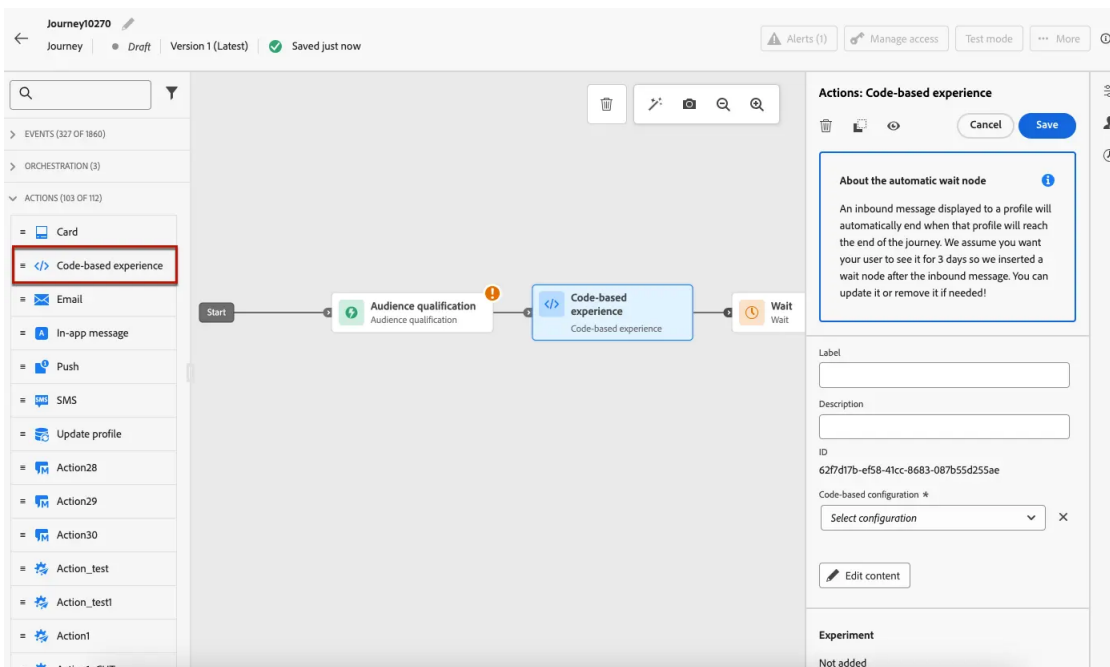 Journey10270
Journey
Draft
Version 1 (Latest)
Saved just now
Alerts (1)
Manage access
Test mode
More
EVENTS (327 OF 1860)
ORCHESTRATION (3)
ACTIONS (103 OF 112)
Card
Code-based experience
Email
In-app message
Push
SMS
Update profile
Action28
Action29
Action30
Action_test
Action_test1
Action1
Start
Audience qualification
Audience qualification
Code-based
experience
Code-based experience
Wait
Wait
Actions: Code-based experience
Cancel
Save
About the automatic wait node
An inbound message displayed to a profile will
automatically end when that profile will reach
the end of the journey. We assume you want
your user to see it for 3 days so we inserted a
wait node after the inbound message. You can
update it or remove it if needed!
Label
Description
ID
62f7d17b-ef58-41cc-8683-087b55d255ae
Code-based configuration *
Select configuration
Edit content
Experiment
Not added